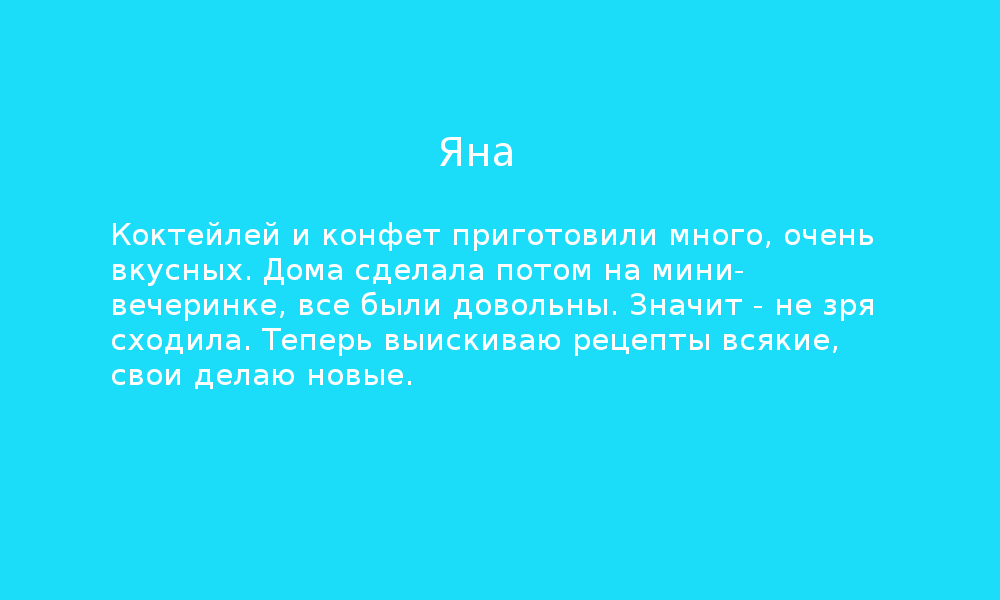 Яна
Коктейлей и конфет приготовили много, очень
вкусных. Дома сделала потом на мини-
вечеринке, все были довольны. Значит - не зря
сходила. Теперь выискиваю рецепты всякие,
свои делаю новые.